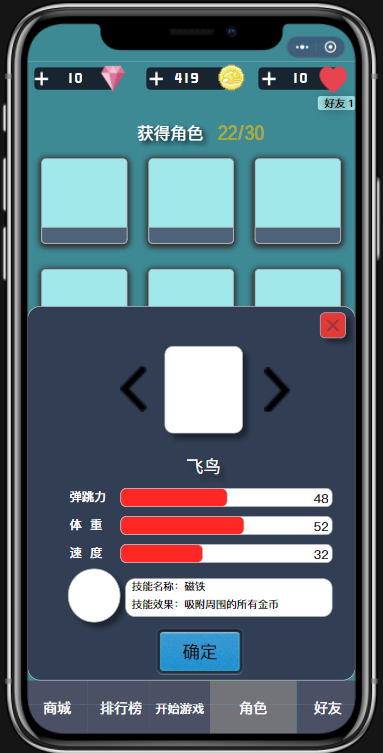 10 419 10
好友 1
获得角色 22/30
飞鸟
弹跳力 48
体 重 52
速 度 32
技能名称：磁铁
技能效果：吸附周围的所有金币
确定
商城 排行榜 开始游戏 角色 好友